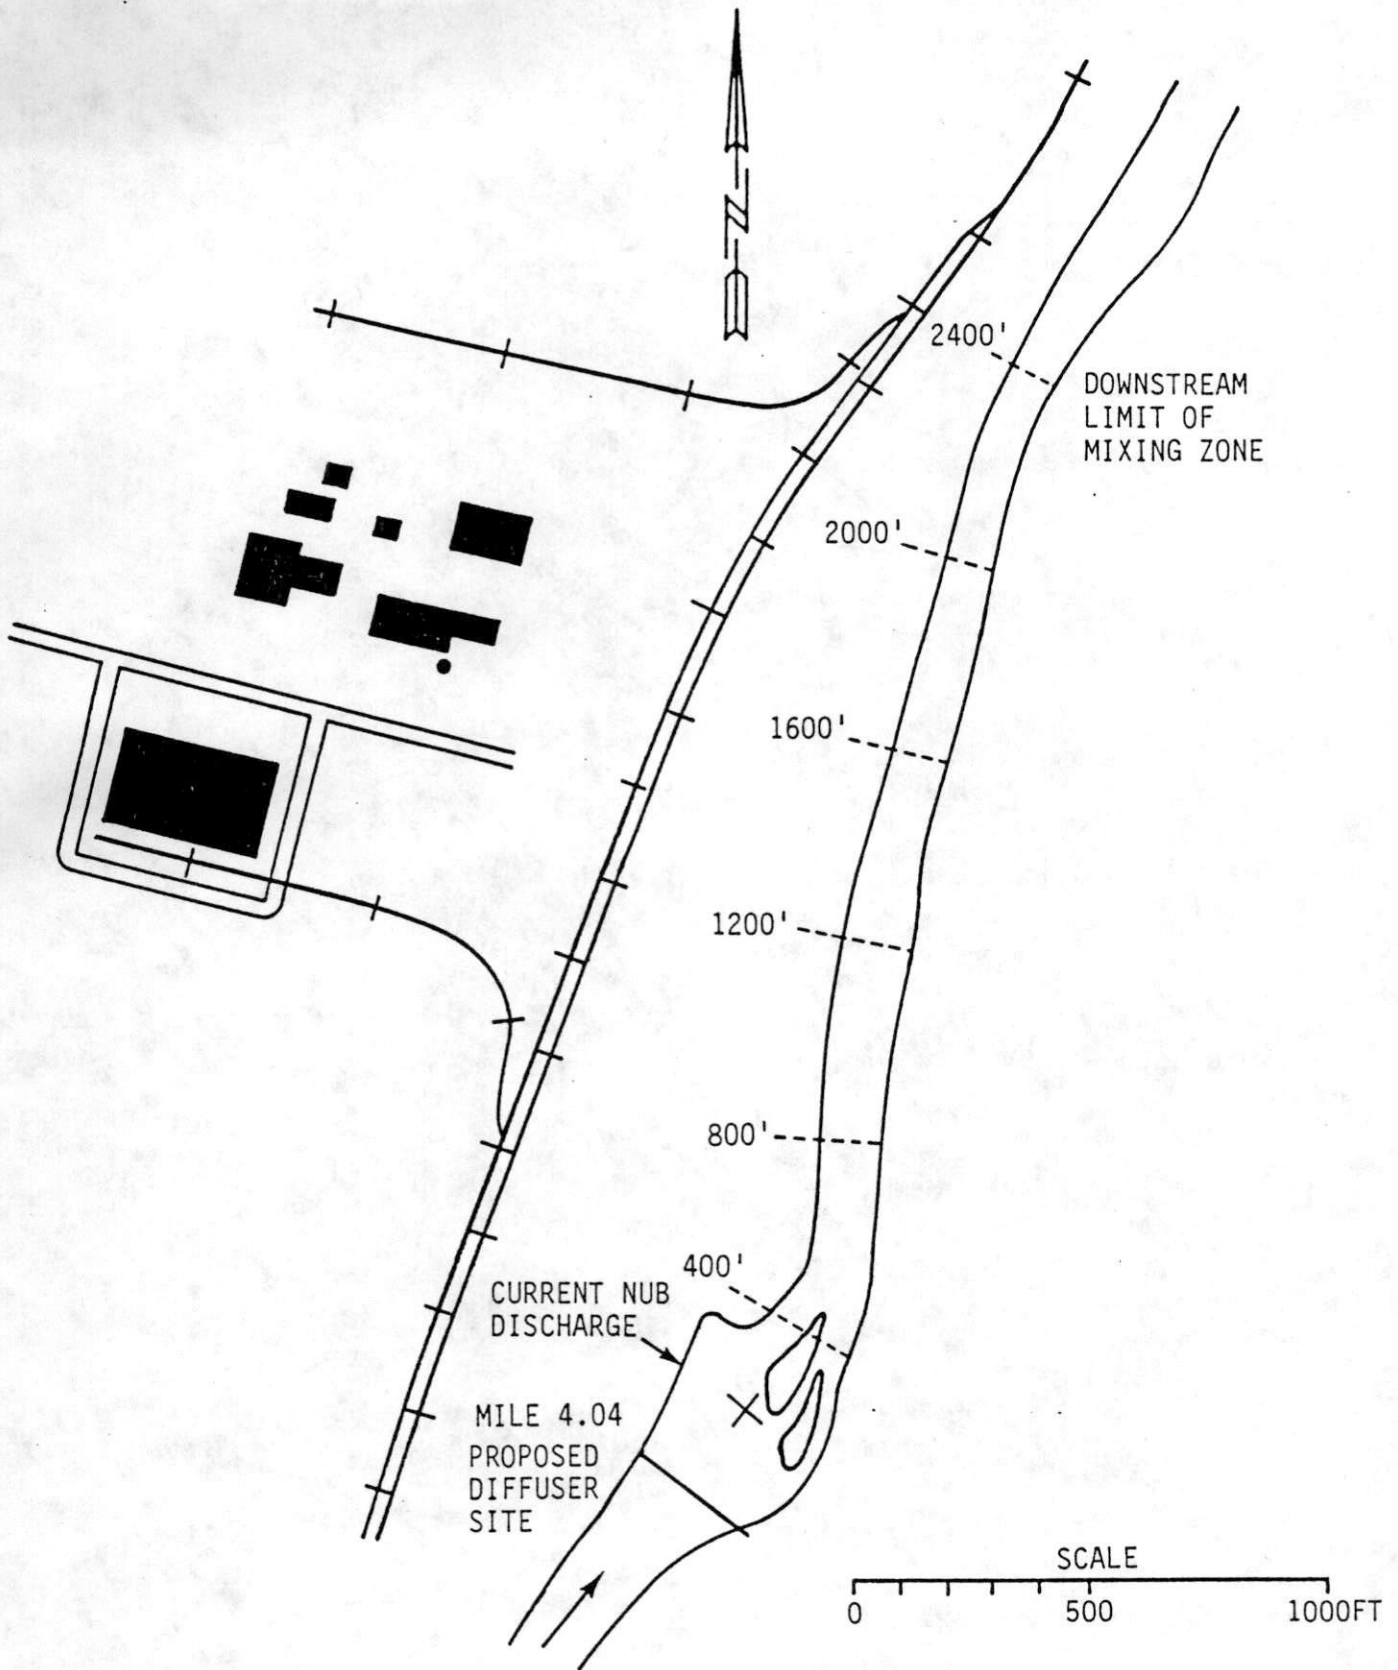 N
2400'
DOWNSTREAM
LIMIT OF
MIXING ZONE
2000'
1600'
1200'
800'
400'
CURRENT NUB
DISCHARGE
MILE 4.04
PROPOSED
DIFFUSER
SITE
SCALE
0 500 1000FT